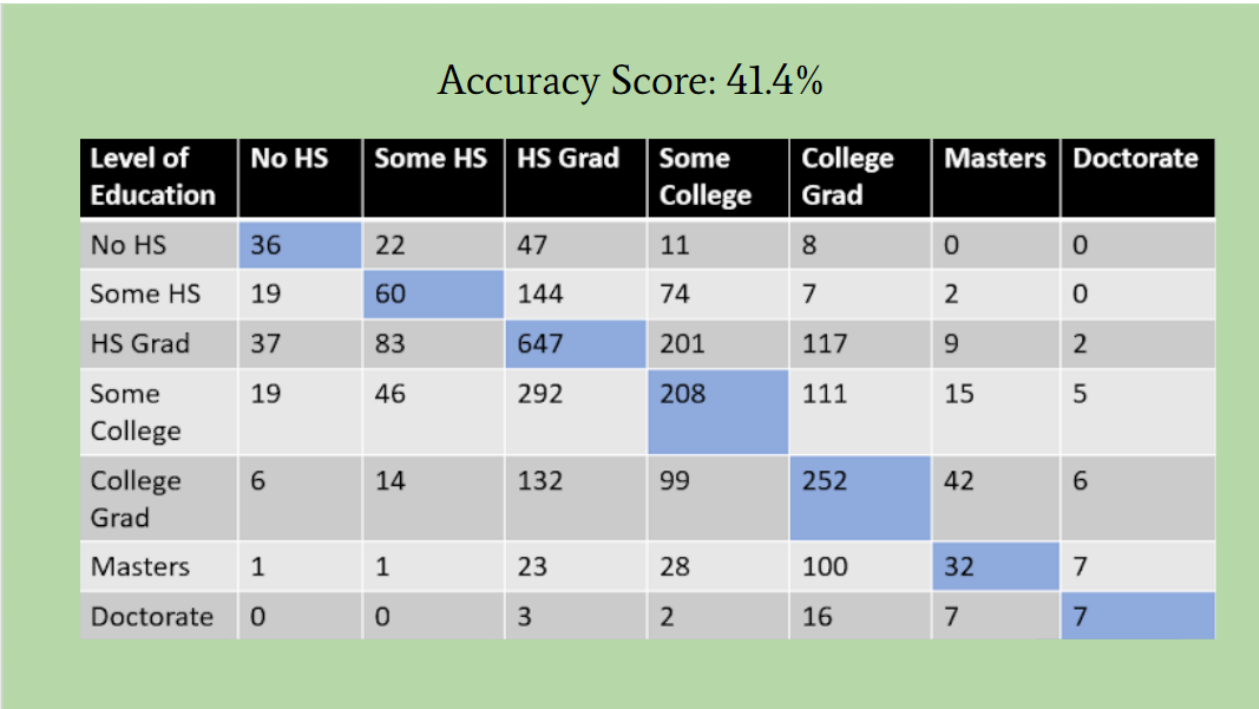 Accuracy Score: 41.4%
Level of Education No HS Some HS HS Grad Some College College Grad Masters Doctorate
No HS 36 22 47 11 8 0 0
Some HS 19 60 144 74 7 2 0
HS Grad 37 83 647 201 117 9 2
Some College 19 46 292 208 111 15 5
College Grad 6 14 132 99 252 42 6
Masters 1 1 23 28 100 32 7
Doctorate 0 0 3 2 16 7 7